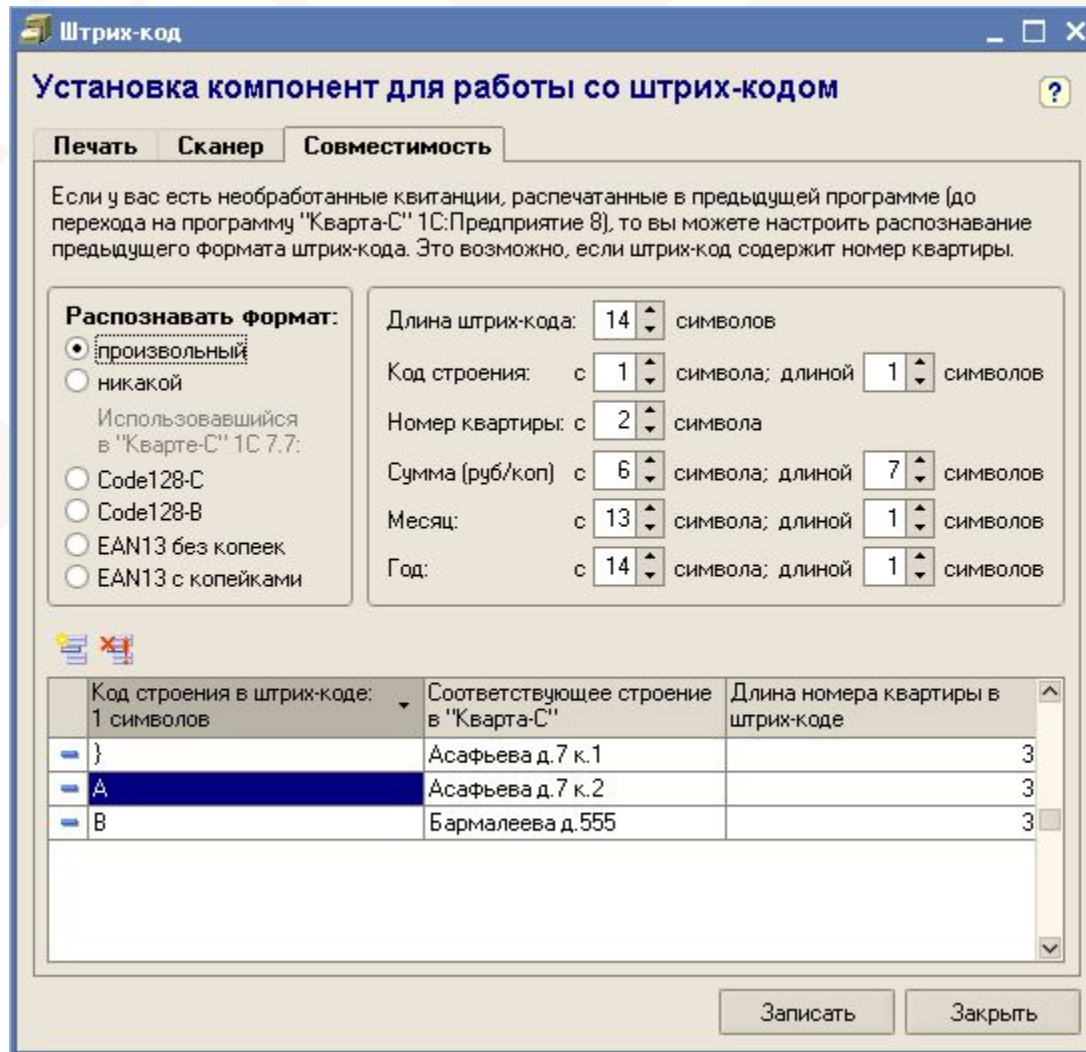 Штрих-код
Установка компонент для работы со штрих-кодом
?
Печать Сканер Совместимость
Если у вас есть необработанные квитанции, распечатанные в предыдущей программе (до
перехода на программу "Кварта-С" 1С:Предприятие 8), то вы можете настроить распознавание
предыдущего формата штрих-кода. Это возможно, если штрих-код содержит номер квартиры.
Распознавать формат:
произвольный
никакой
Использовавшийся
в "Кварте-С" 1С 7.7:
Code128-C
Code128-B
EAN13 без копеек
EAN13 с копейками
Длина штрих-кода: 14 символов
Код строения: с 1 символа; длиной 1 символов
Номер квартиры: с 2 символа
Сумма (руб/коп) с 6 символа; длиной 7 символов
Месяц: с 13 символа; длиной 1 символов
Год: с 14 символа; длиной 1 символов
Код строения в штрих-коде: Соответствующее строение Длина номера квартиры в
1 символов в "Кварта-С" штрих-коде
} Асафьева д.7 к.1 3
A Асафьева д.7 к.2 3
B Бармалеева д.555 3
Записать Закрыть